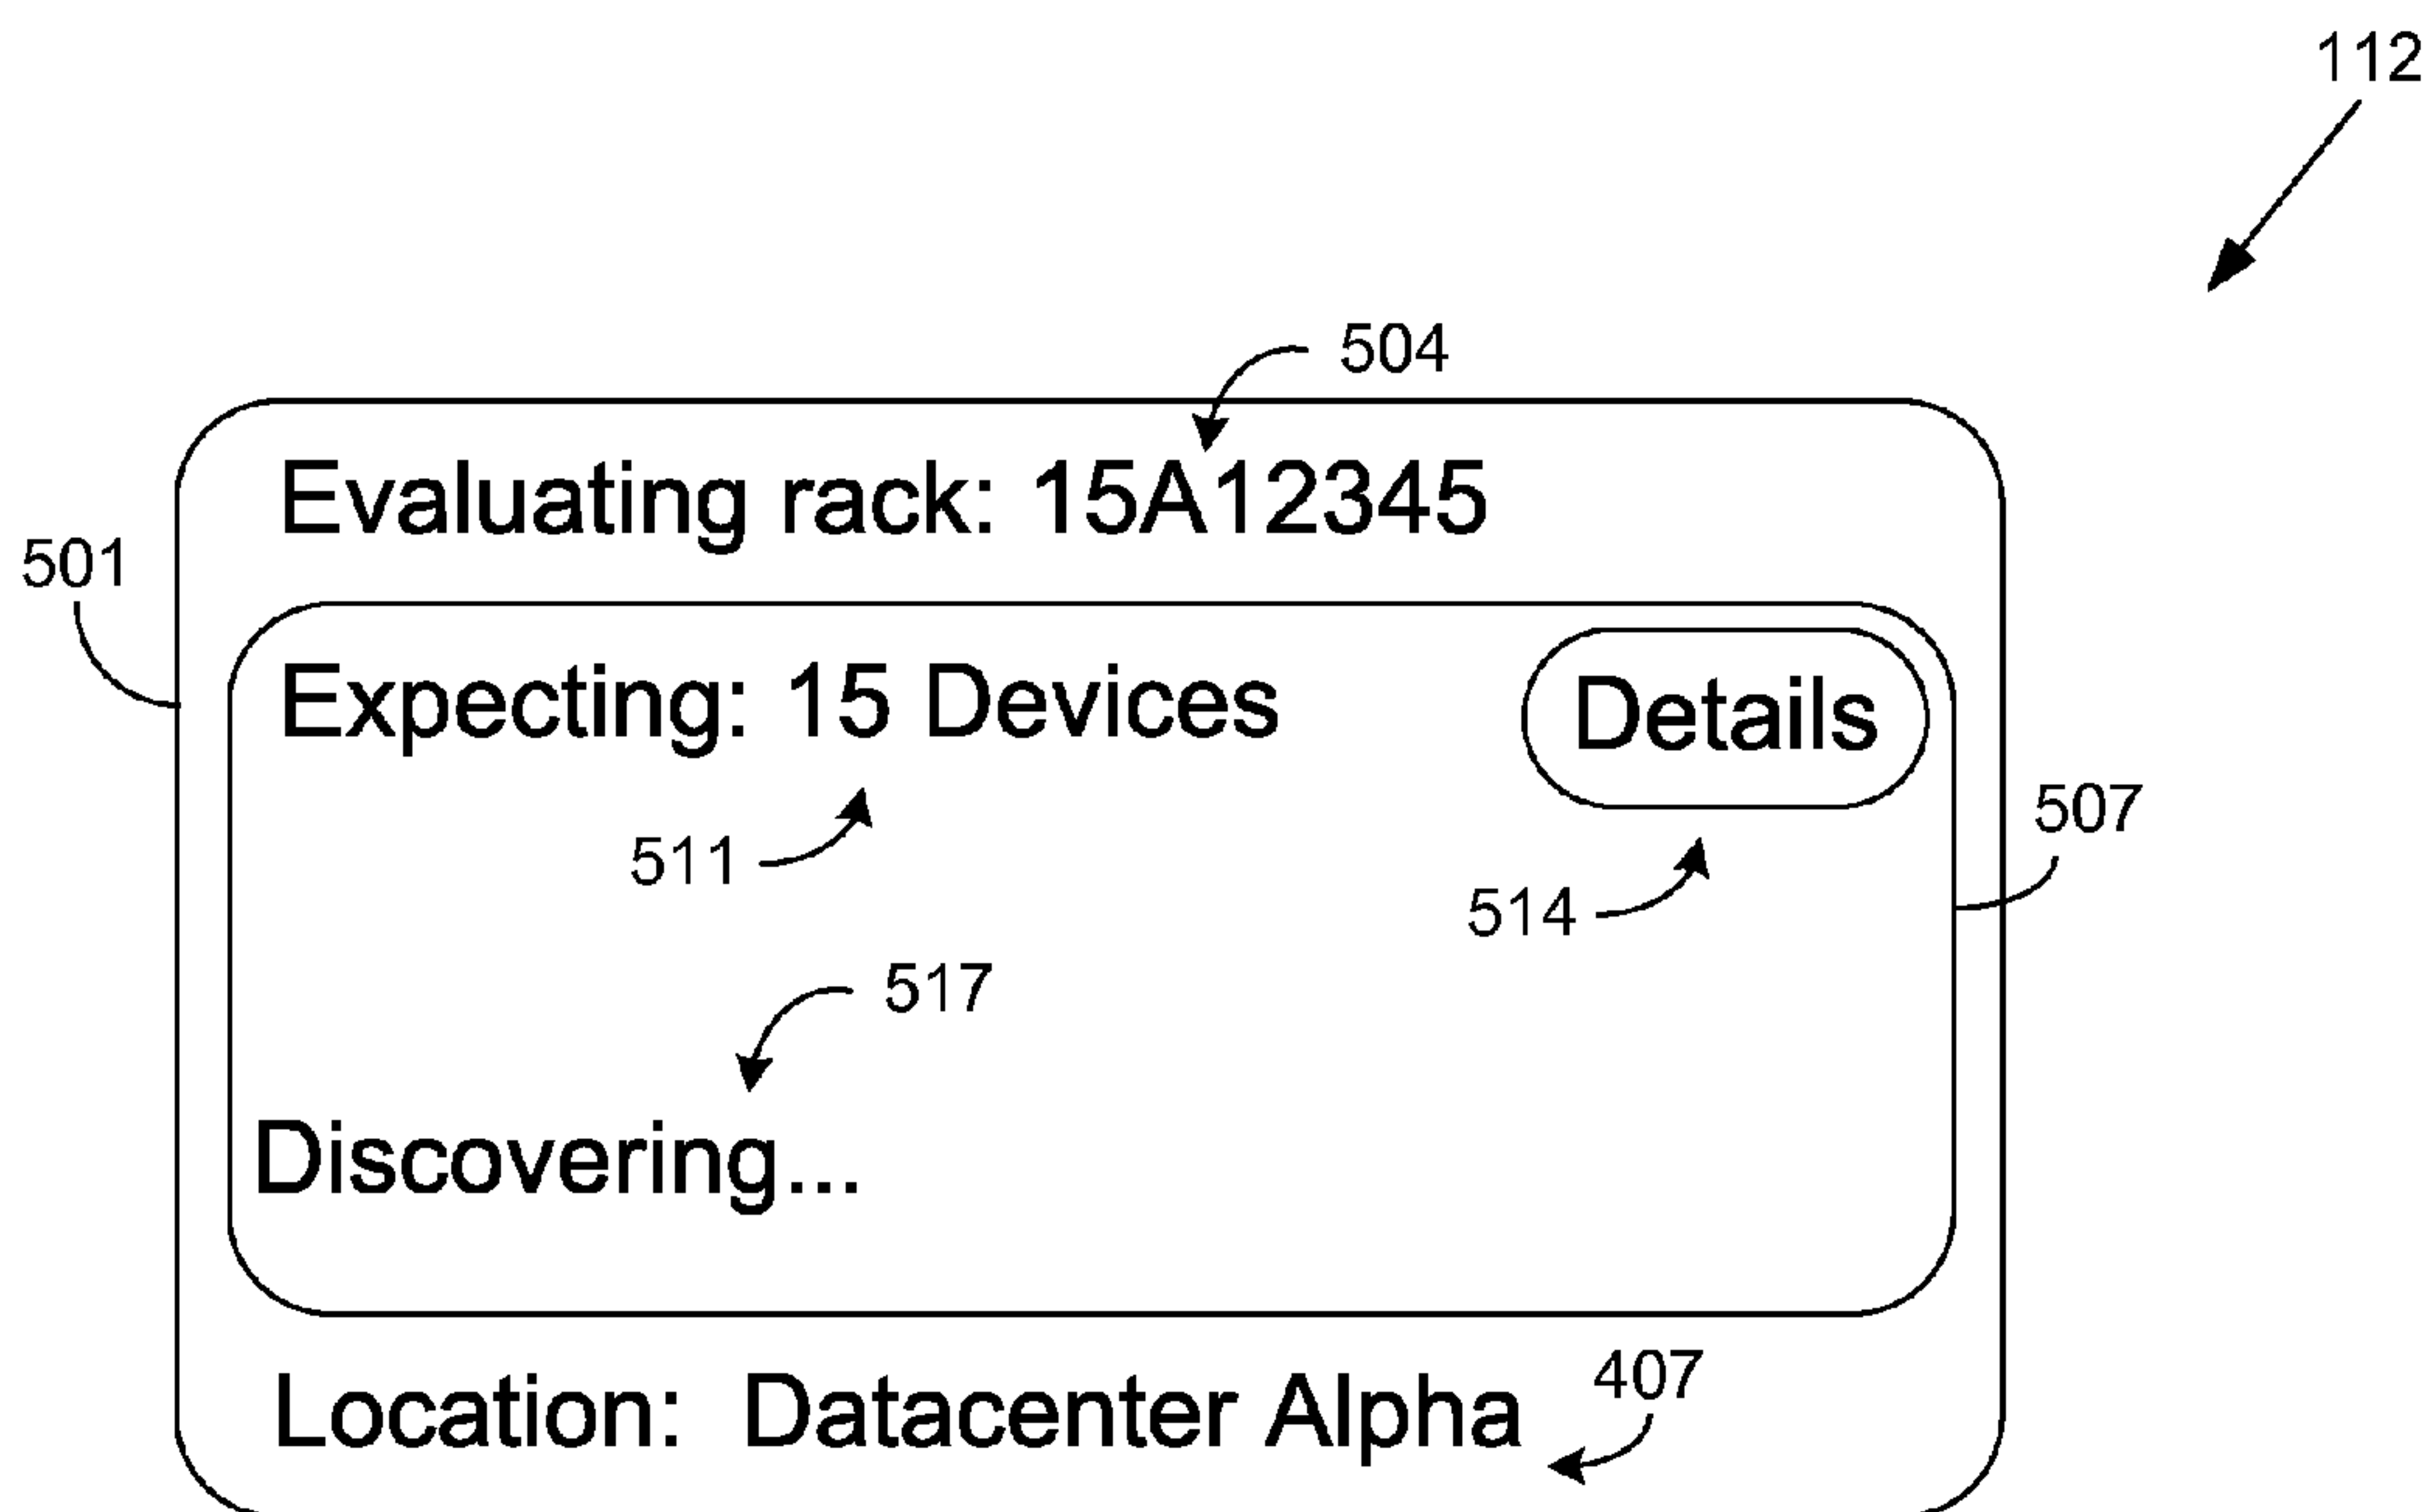 112
504
Evaluating rack: 15A12345
501
Expecting: 15 Devices
Details
507
511
514
517
Discovering...
407
Location: Datacenter Alpha